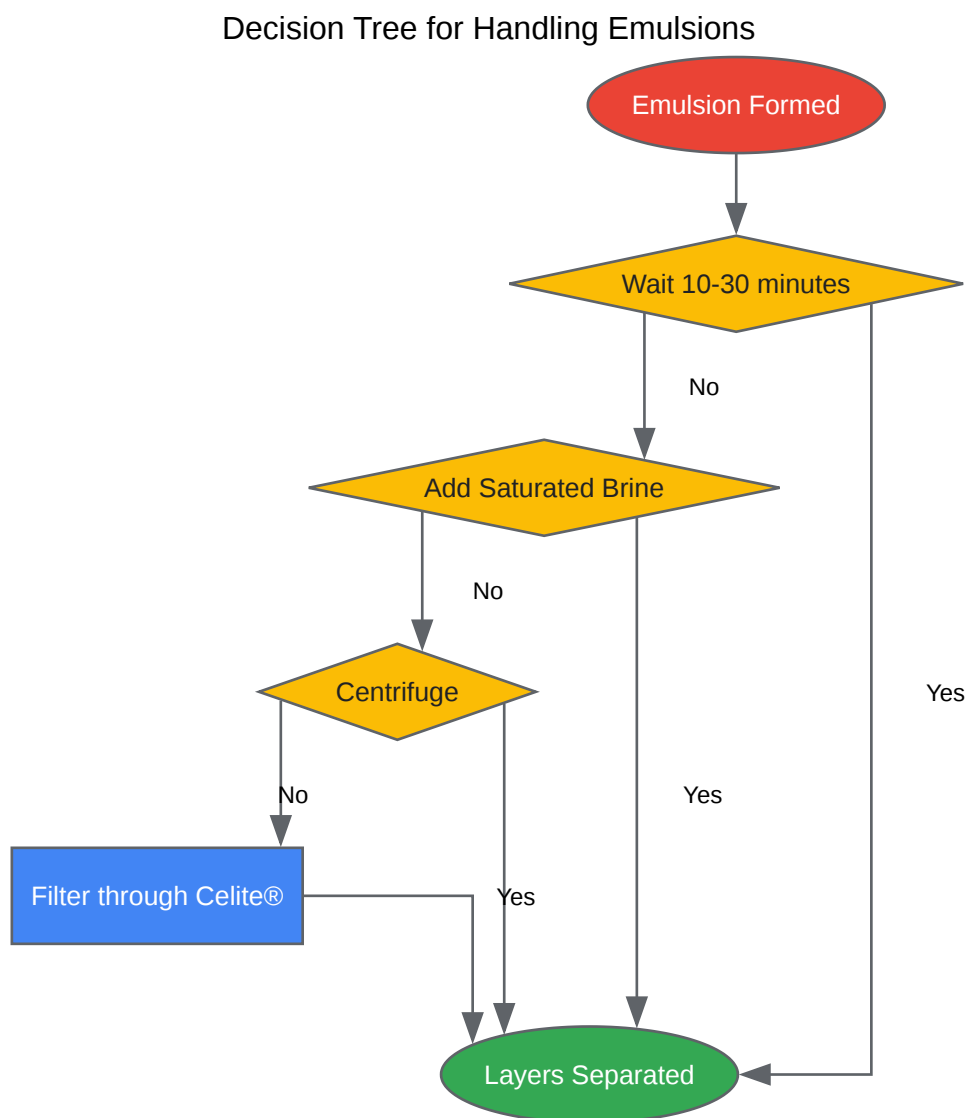 Decision Tree for Handling Emulsions
Emulsion Formed
Wait 10-30 minutes
No
Add Saturated Brine
No
Centrifuge
Yes
No
Yes
Filter through Celite®
Yes
Layers Separated